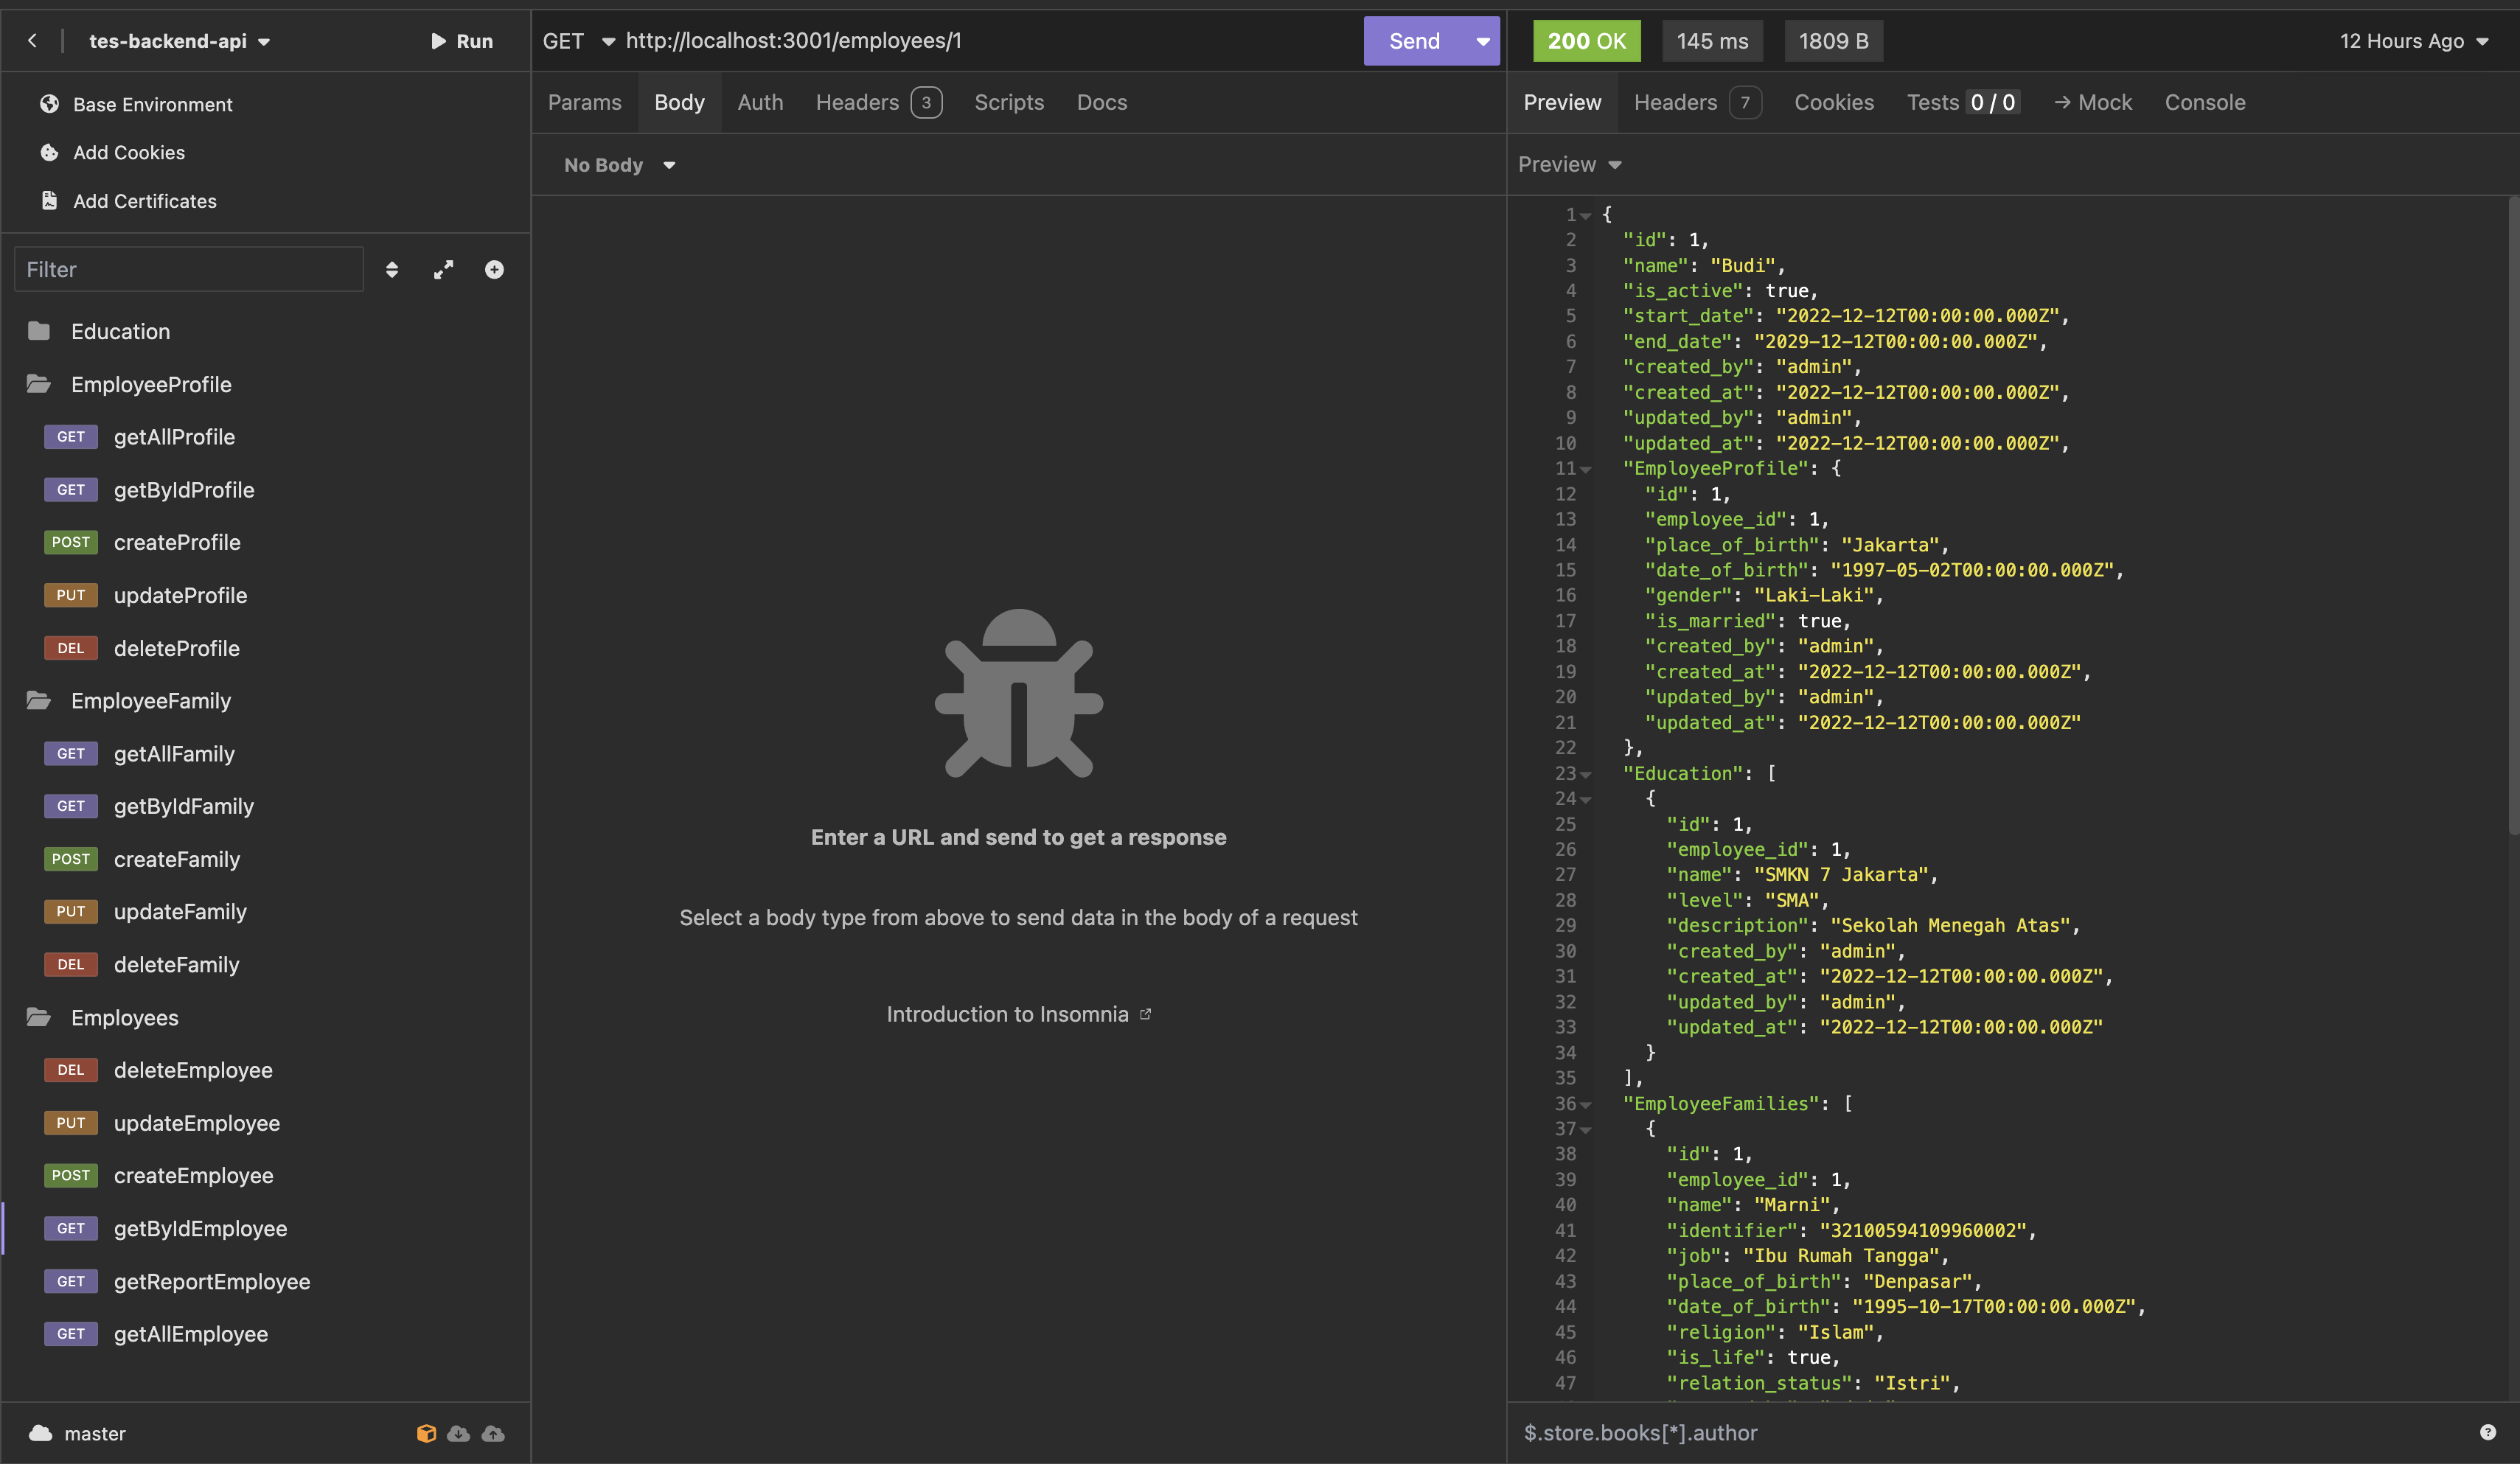 tes-backend-api
Run
Base Environment
Add Cookies
Add Certificates
Filter
Education
EmployeeProfile
GET getAllProfile
GET getByIdProfile
POST createProfile
PUT updateProfile
DEL deleteProfile
EmployeeFamily
GET getAllFamily
GET getByIdFamily
POST createFamily
PUT updateFamily
DEL deleteFamily
Employees
DEL deleteEmployee
PUT updateEmployee
POST createEmployee
GET getByIdEmployee
GET getReportEmployee
GET getAllEmployee
master
GET http://localhost:3001/employees/1
Send
Params Body Auth Headers 3 Scripts Docs
No Body
Enter a URL and send to get a response
Select a body type from above to send data in the body of a request
Introduction to Insomnia
200 OK 145 ms 1809 B 12 Hours Ago
Preview Headers 7 Cookies Tests 0 / 0 → Mock Console
Preview
1 {
2 "id": 1,
3 "name": "Budi",
4 "is_active": true,
5 "start_date": "2022-12-12T00:00:00.000Z",
6 "end_date": "2029-12-12T00:00:00.000Z",
7 "created_by": "admin",
8 "created_at": "2022-12-12T00:00:00.000Z",
9 "updated_by": "admin",
10 "updated_at": "2022-12-12T00:00:00.000Z",
11 "EmployeeProfile": {
12 "id": 1,
13 "employee_id": 1,
14 "place_of_birth": "Jakarta",
15 "date_of_birth": "1997-05-02T00:00:00.000Z",
16 "gender": "Laki-Laki",
17 "is_married": true,
18 "created_by": "admin",
19 "created_at": "2022-12-12T00:00:00.000Z",
20 "updated_by": "admin",
21 "updated_at": "2022-12-12T00:00:00.000Z"
22 },
23 "Education": [
24 {
25 "id": 1,
26 "employee_id": 1,
27 "name": "SMKN 7 Jakarta",
28 "level": "SMA",
29 "description": "Sekolah Menegah Atas",
30 "created_by": "admin",
31 "created_at": "2022-12-12T00:00:00.000Z",
32 "updated_by": "admin",
33 "updated_at": "2022-12-12T00:00:00.000Z"
34 }
35 ],
36 "EmployeeFamilies": [
37 {
38 "id": 1,
39 "employee_id": 1,
40 "name": "Marni",
41 "identifier": "32100594109960002",
42 "job": "Ibu Rumah Tangga",
43 "place_of_birth": "Denpasar",
44 "date_of_birth": "1995-10-17T00:00:00.000Z",
45 "religion": "Islam",
46 "is_life": true,
47 "relation_status": "Istri",
$.store.books[*].author